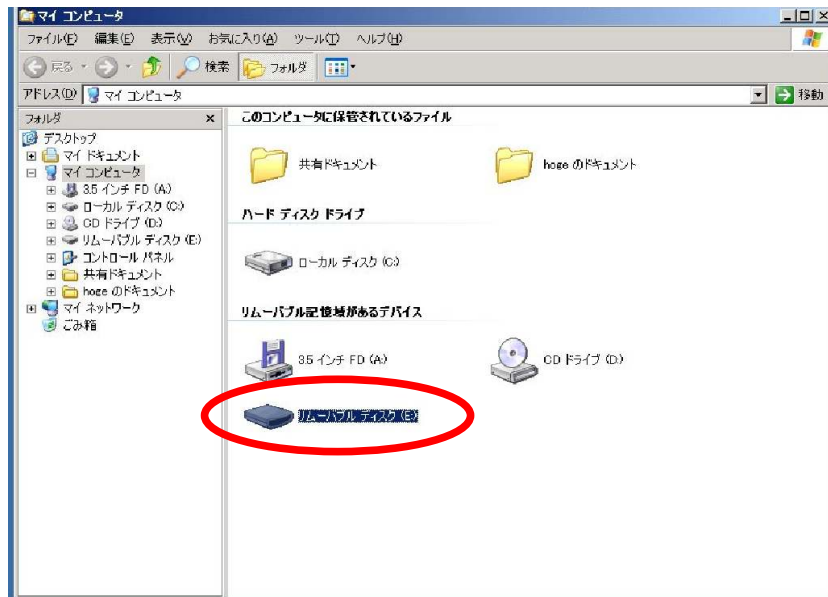 マイ コンピュータ
ファイル(F) 編集(E) 表示(V) お気に入り(A) ツール(T) ヘルプ(H)
戻る 検索 フォルダ
アドレス(D) マイ コンピュータ 移動
フォルダ x
デスクトップ
マイ ドキュメント
マイ コンピュータ
3.5 インチ FD (A:)
ローカル ディスク (C:)
CD ドライブ (D:)
リムーバブル ディスク (E:)
コントロール パネル
共有ドキュメント
hoge のドキュメント
マイ ネットワーク
ごみ箱
このコンピュータに保管されているファイル
共有ドキュメント
hoge のドキュメント
ハード ディスク ドライブ
ローカル ディスク (C:)
リムーバブル記憶域があるデバイス
3.5 インチ FD (A:)
CD ドライブ (D:)
リムーバブル ディスク (E:)